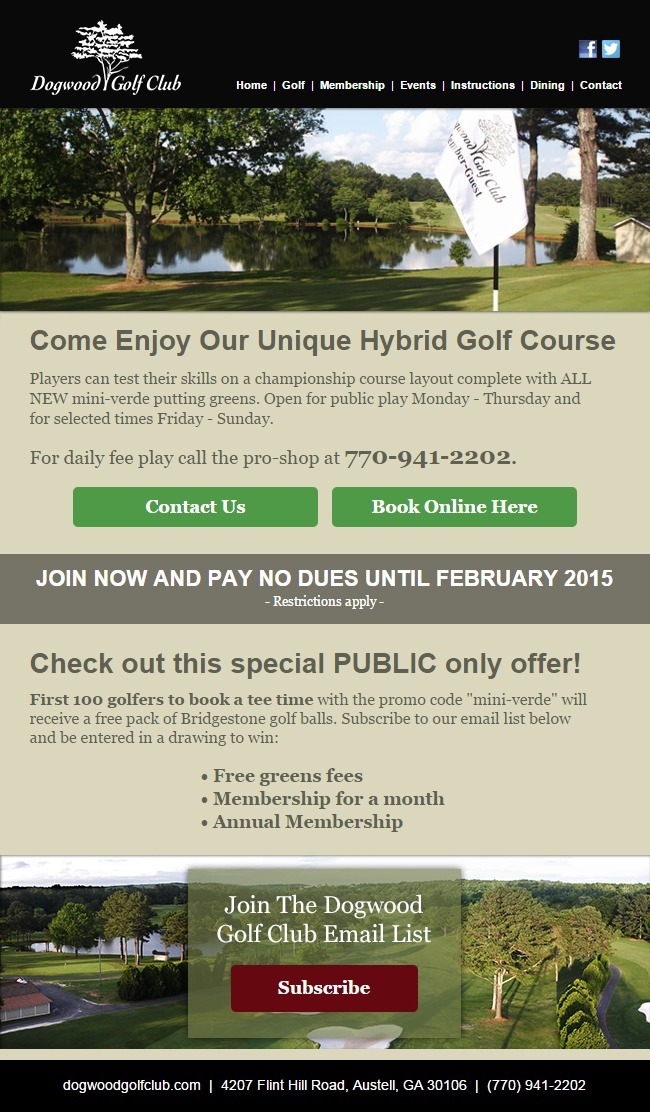 Dogwood Golf Club
Home | Golf | Membership | Events | Instructions | Dining | Contact
Golf Club
Member-Guest
Come Enjoy Our Unique Hybrid Golf Course
Players can test their skills on a championship course layout complete with ALL
NEW mini-verde putting greens. Open for public play Monday - Thursday and
for selected times Friday - Sunday.
For daily fee play call the pro-shop at 770-941-2202.
Contact Us
Book Online Here
JOIN NOW AND PAY NO DUES UNTIL FEBRUARY 2015
- Restrictions apply -
Check out this special PUBLIC only offer!
First 100 golfers to book a tee time with the promo code "mini-verde" will
receive a free pack of Bridgestone golf balls. Subscribe to our email list below
and be entered in a drawing to win:
• Free greens fees
• Membership for a month
• Annual Membership
Join The Dogwood
Golf Club Email List
Subscribe
dogwoodgolfclub.com | 4207 Flint Hill Road, Austell, GA 30106 | (770) 941-2202